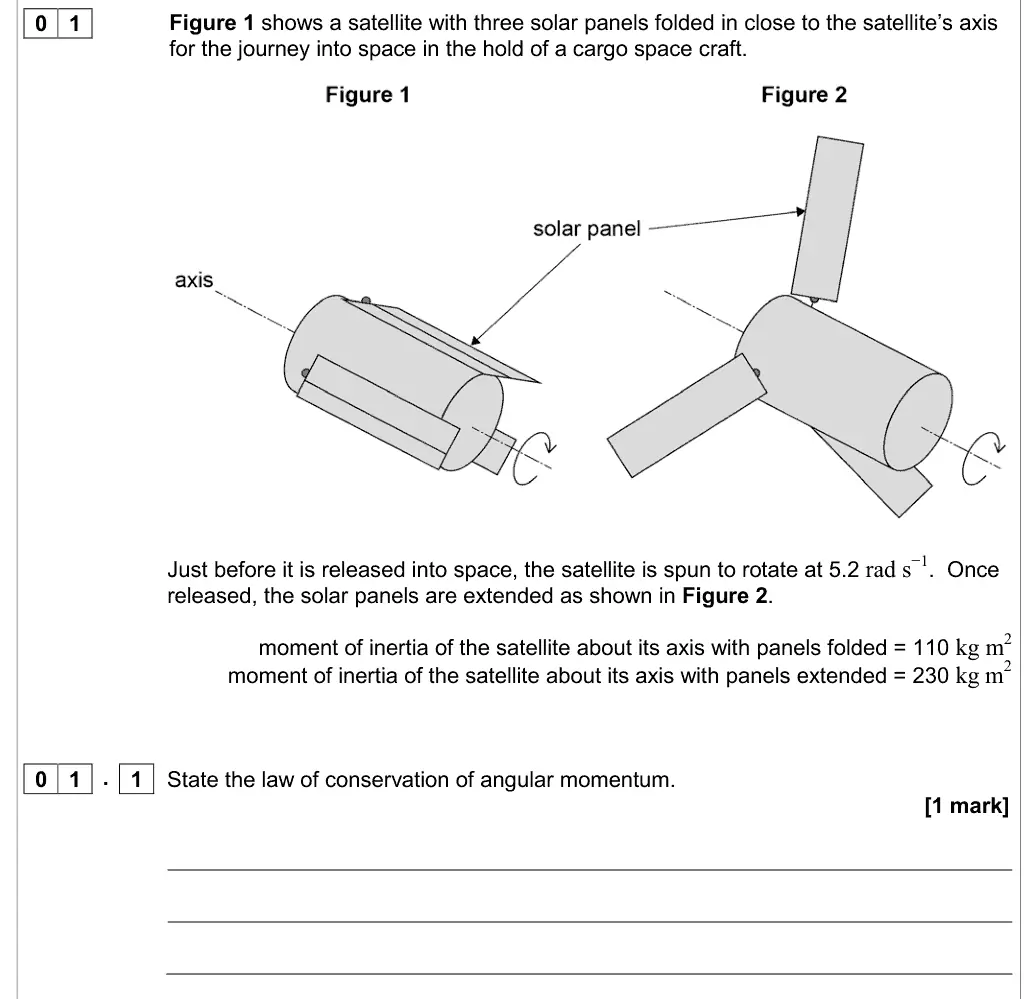 0 1
Figure 1 shows a satellite with three solar panels folded in close to the satellite's axis
for the journey into space in the hold of a cargo space craft.
Figure 1
Figure 2
solar panel
axis
Just before it is released into space, the satellite is spun to rotate at 5.2 rad s⁻¹. Once
released, the solar panels are extended as shown in Figure 2.
moment of inertia of the satellite about its axis with panels folded = 110 kg m²
moment of inertia of the satellite about its axis with panels extended = 230 kg m²
0 1 . 1 State the law of conservation of angular momentum.
[1 mark]